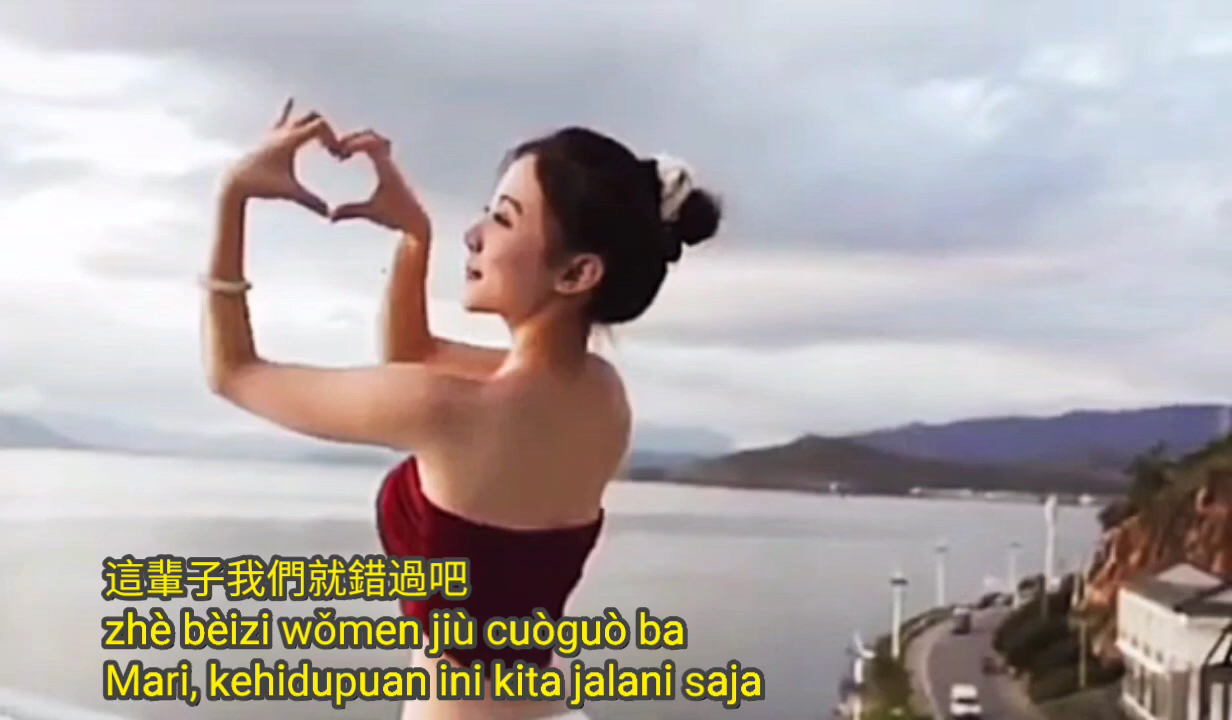 這輩子我們就錯過吧
zhè bèizi wǒmen jiù cuòguò ba
Mari, kehidupuan ini kita jalani saja